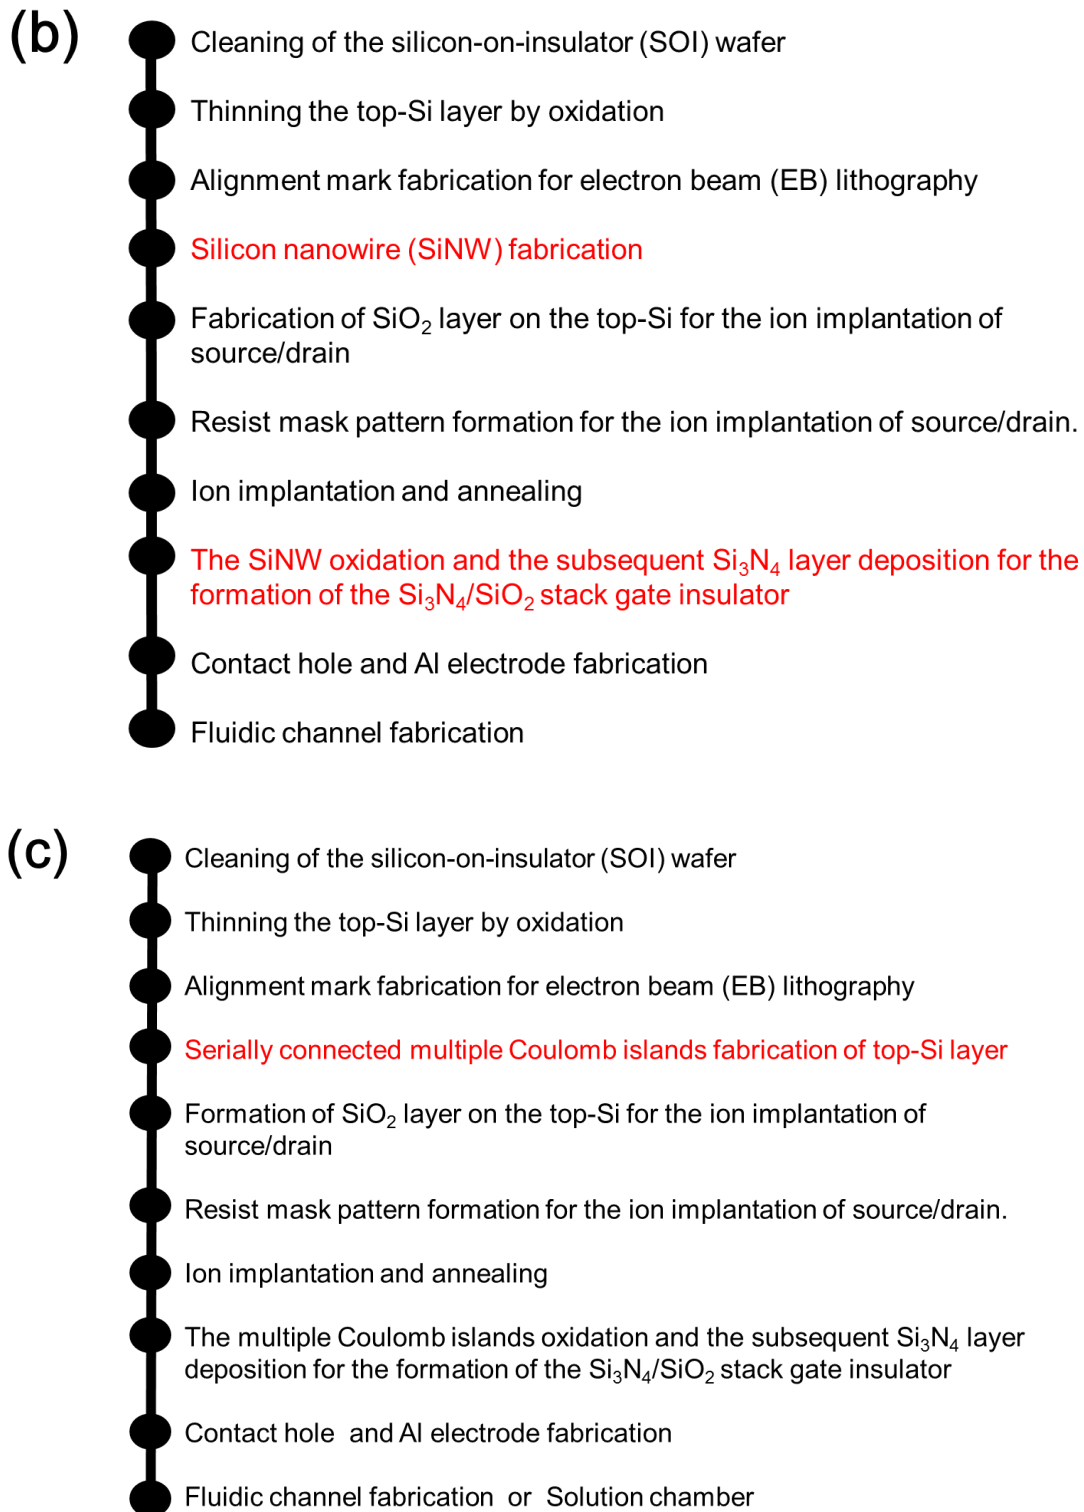 (b)
Cleaning of the silicon-on-insulator (SOI) wafer
Thinning the top-Si layer by oxidation
Alignment mark fabrication for electron beam (EB) lithography
Silicon nanowire (SiNW) fabrication
Fabrication of SiO₂ layer on the top-Si for the ion implantation of
source/drain
Resist mask pattern formation for the ion implantation of source/drain.
Ion implantation and annealing
The SiNW oxidation and the subsequent Si₃N₄ layer deposition for the
formation of the Si₃N₄/SiO₂ stack gate insulator
Contact hole and Al electrode fabrication
Fluidic channel fabrication
(c)
Cleaning of the silicon-on-insulator (SOI) wafer
Thinning the top-Si layer by oxidation
Alignment mark fabrication for electron beam (EB) lithography
Serially connected multiple Coulomb islands fabrication of top-Si layer
Formation of SiO₂ layer on the top-Si for the ion implantation of
source/drain
Resist mask pattern formation for the ion implantation of source/drain.
Ion implantation and annealing
The multiple Coulomb islands oxidation and the subsequent Si₃N₄ layer
deposition for the formation of the Si₃N₄/SiO₂ stack gate insulator
Contact hole and Al electrode fabrication
Fluidic channel fabrication or Solution chamber